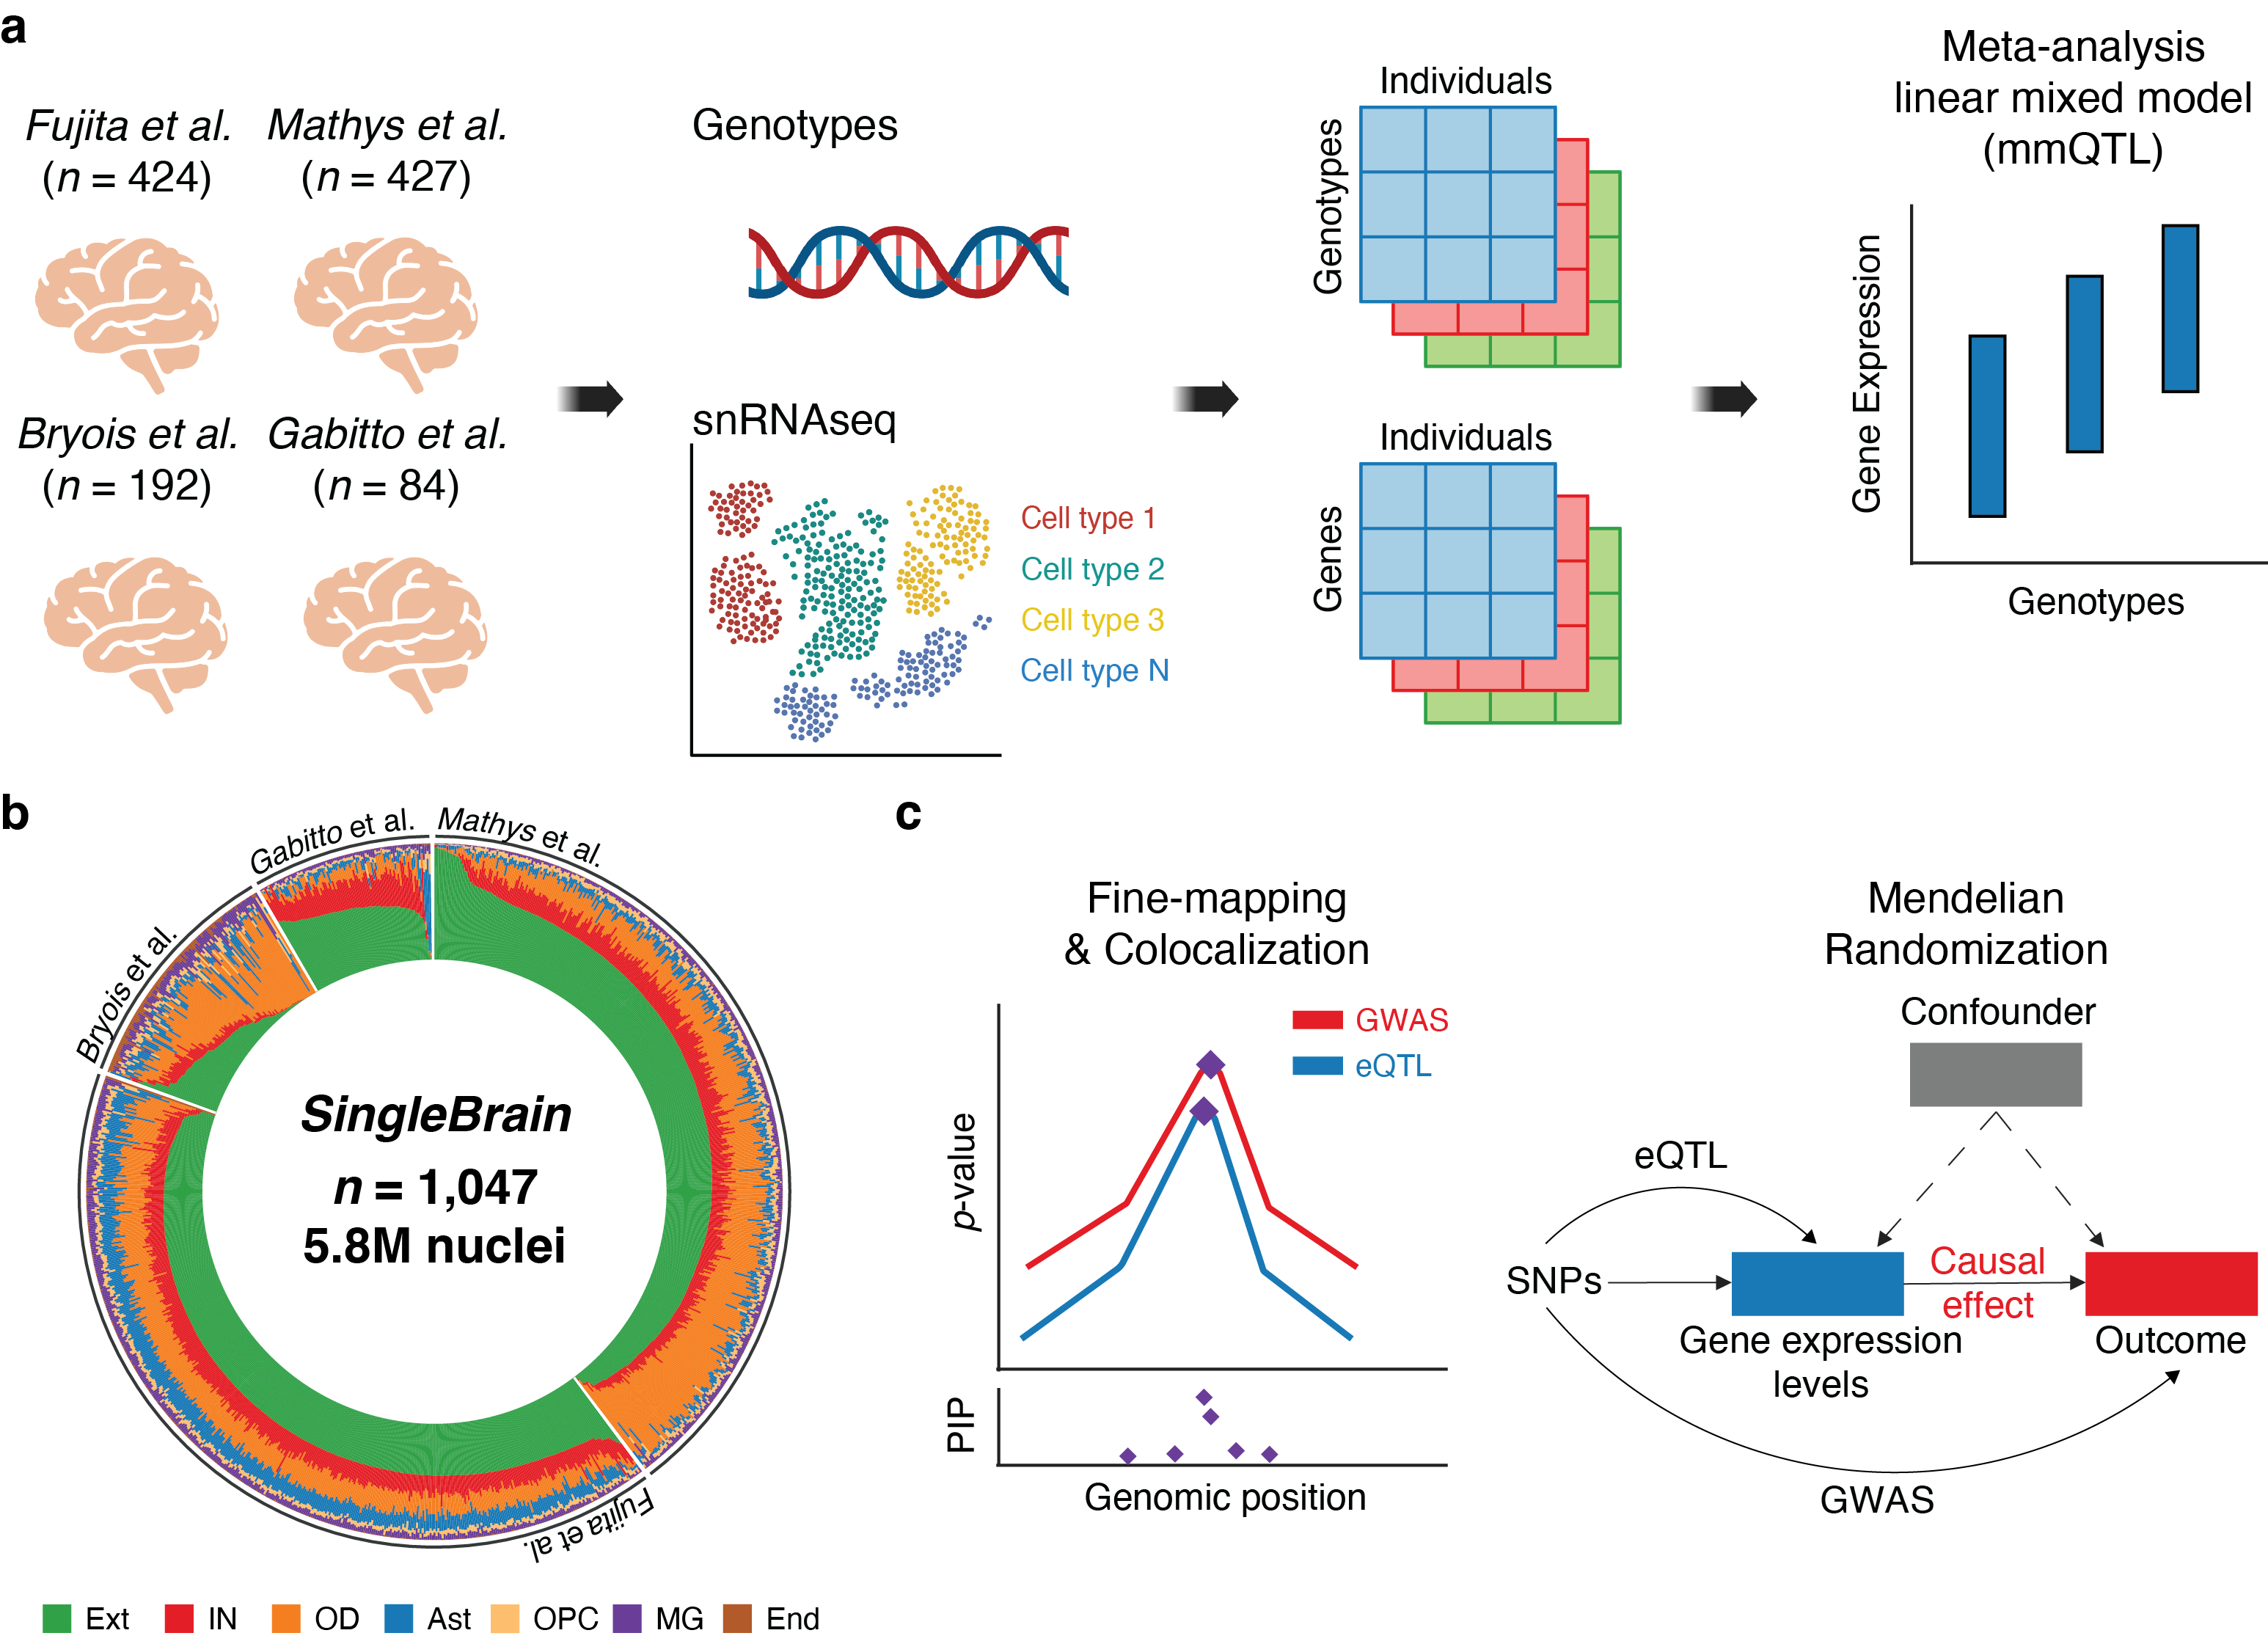 a
Fujita et al.
(n = 424)
Mathys et al.
(n = 427)
Bryois et al.
(n = 192)
Gabitto et al.
(n = 84)
Genotypes
snRNAseq
Cell type 1
Cell type 2
Cell type 3
Cell type N
Individuals
Genotypes
Individuals
Genes
Meta-analysis
linear mixed model
(mmQTL)
Gene Expression
Genotypes
b
Gabitto et al.
Mathys et al.
Bryois et al.
Fujita et al.
SingleBrain
n = 1,047
5.8M nuclei
Ext
IN
OD
Ast
OPC
MG
End
c
Fine-mapping
& Colocalization
GWAS
eQTL
p-value
PIP
Genomic position
Mendelian
Randomization
Confounder
eQTL
SNPs
Causal
effect
Gene expression
levels
Outcome
GWAS